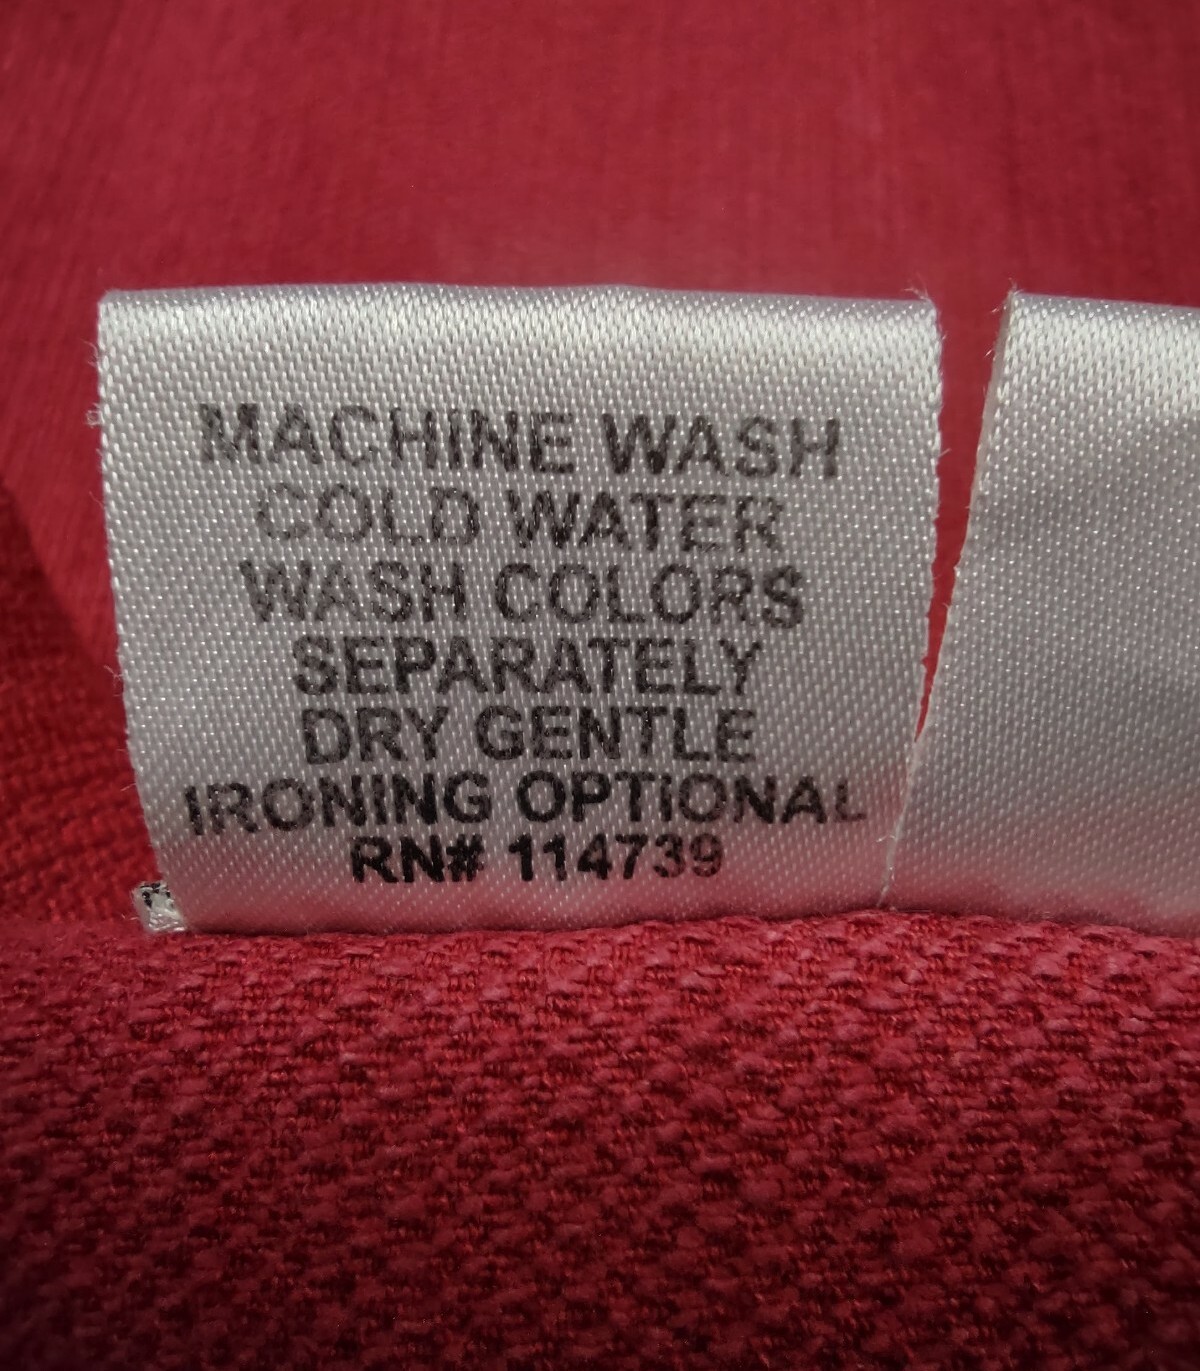 MACHINE WASH
COLD WATER
WASH COLORS
SEPARATELY
DRY GENTLE
IRONING OPTIONAL
RN# 114739